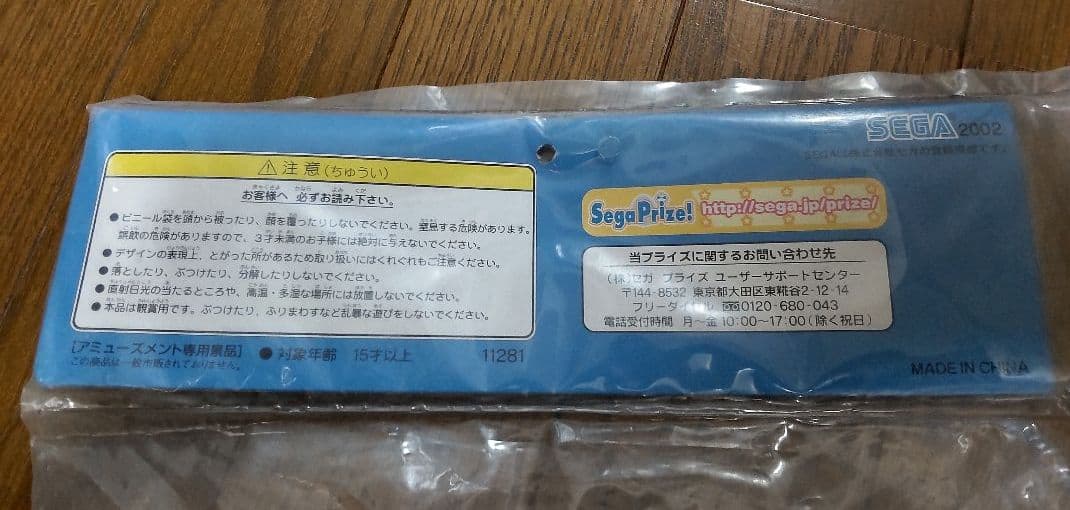 ⚠注意(ちゅうい)
お客様へ 必ずお読み下さい。
●ビニール袋を頭から被ったり、顔を覆ったりしないでください。窒息する危険があります。
誤飲の危険がありますので、3才未満のお子様には絶対に与えないでください。
●デザインの表現上、とがった所があるため取り扱いにはくれぐれもご注意ください。
●落としたり、ぶつけたり、分解したりしないでください。
●直射日光の当たるところや、高温・多湿な場所には放置しないでください。
●本品は観賞用です。ぶつけたり、ふりまわすなど乱暴な遊びをしないでください。
[アミューズメント専用景品]
この商品は一般市販されておりません。
●対象年齢 15才以上
11281
SEGA 2002
SEGAは株式会社セガの登録商標です。
Sega Prize! http://sega.jp/prize/
当プライズに関するお問い合わせ先
(株)セガ プライズ ユーザーサポートセンター
〒144-8532 東京都大田区東糀谷2-12-14
フリーダイヤル 0120-680-043
電話受付時間 月～金 10:00～17:00(除く祝日)
MADE IN CHINA